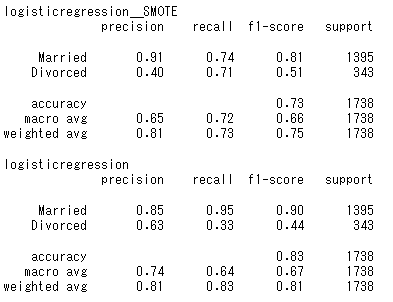 logisticregression__SMOTE
precision recall f1-score support
Married 0.91 0.74 0.81 1395
Divorced 0.40 0.71 0.51 343
accuracy 0.73 1738
macro avg 0.65 0.72 0.66 1738
weighted avg 0.81 0.73 0.75 1738
logisticregression
precision recall f1-score support
Married 0.85 0.95 0.90 1395
Divorced 0.63 0.33 0.44 343
accuracy 0.83 1738
macro avg 0.74 0.64 0.67 1738
weighted avg 0.81 0.83 0.81 1738